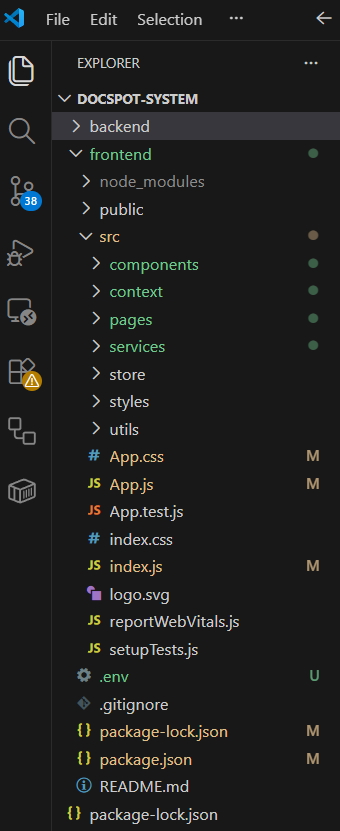 File Edit Selection ...
EXPLORER ...
DOCSPOT-SYSTEM
backend
frontend
node_modules
public
src
38
components
context
pages
services
store
styles
utils
# App.css M
JS App.js M
JS App.test.js
# index.css
JS index.js M
logo.svg
JS reportWebVitals.js
JS setupTests.js
.env U
.gitignore
{} package-lock.json M
{} package.json M
README.md
{} package-lock.json